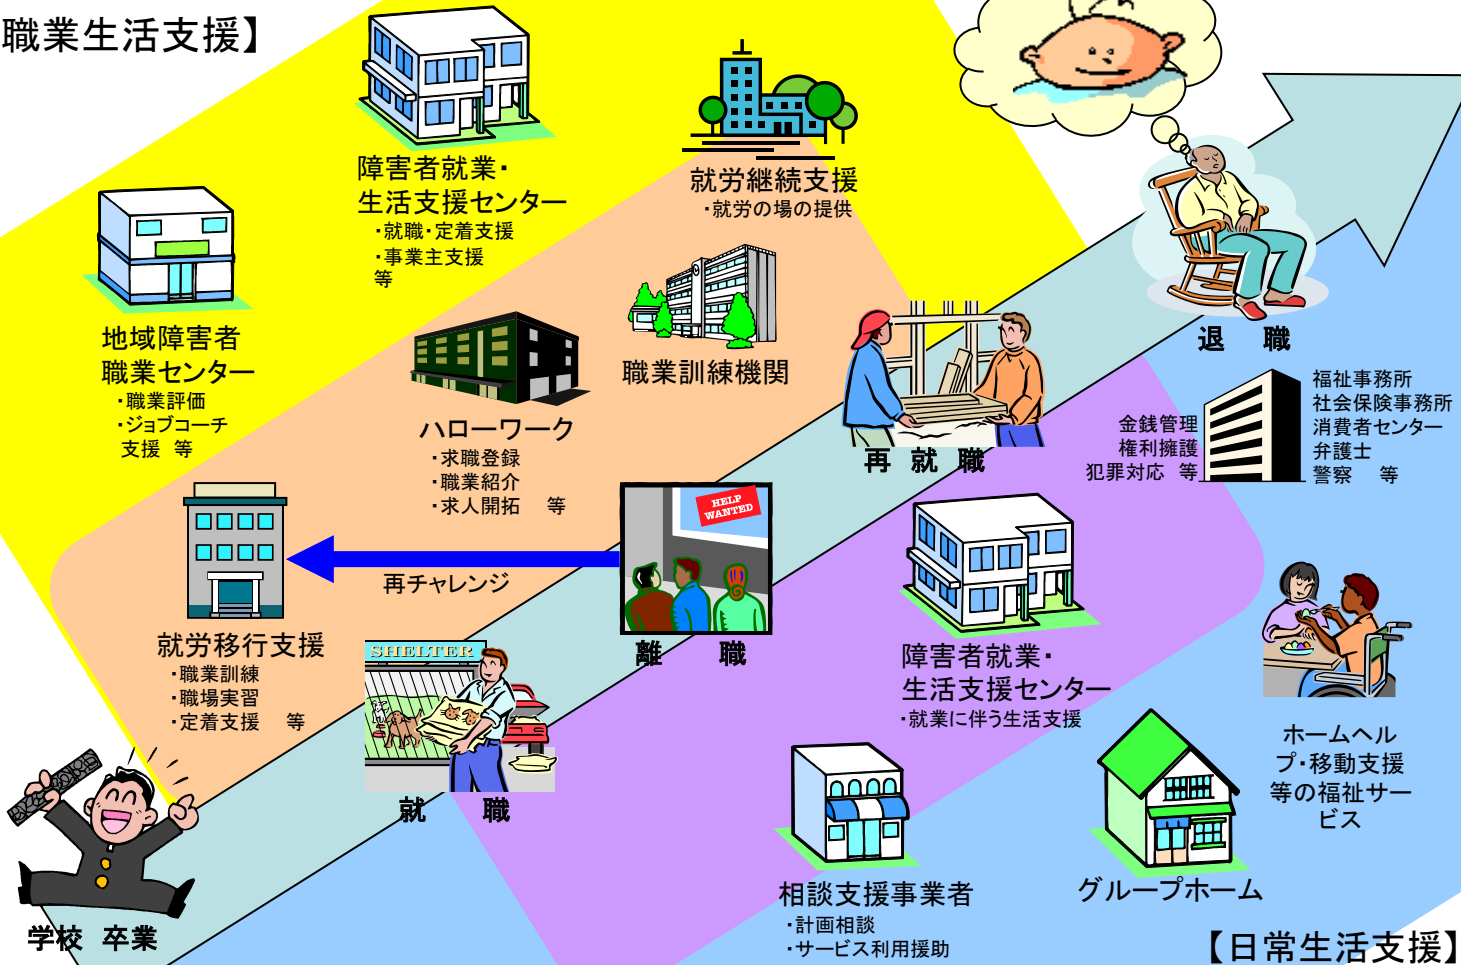 職業生活支援】
障害者就業・
生活支援センター
・就職・定着支援
・事業主支援
等
就労継続支援
・就労の場の提供
地域障害者
職業センター
・職業評価
・ジョブコーチ
支援 等
ハローワーク
・求職登録
・職業紹介
・求人開拓 等
職業訓練機関
退 職
再 就 職
金銭管理
権利擁護
犯罪対応 等
福祉事務所
社会保険事務所
消費者センター
弁護士
警察 等
HELP
WANTED
再チャレンジ
離 職
就労移行支援
・職業訓練
・職場実習
・定着支援 等
SHELTER
就 職
障害者就業・
生活支援センター
・就業に伴う生活支援
ホームヘル
プ・移動支援
等の福祉サー
ビス
相談支援事業者
・計画相談
・サービス利用援助
グループホーム
学校 卒業
【日常生活支援】